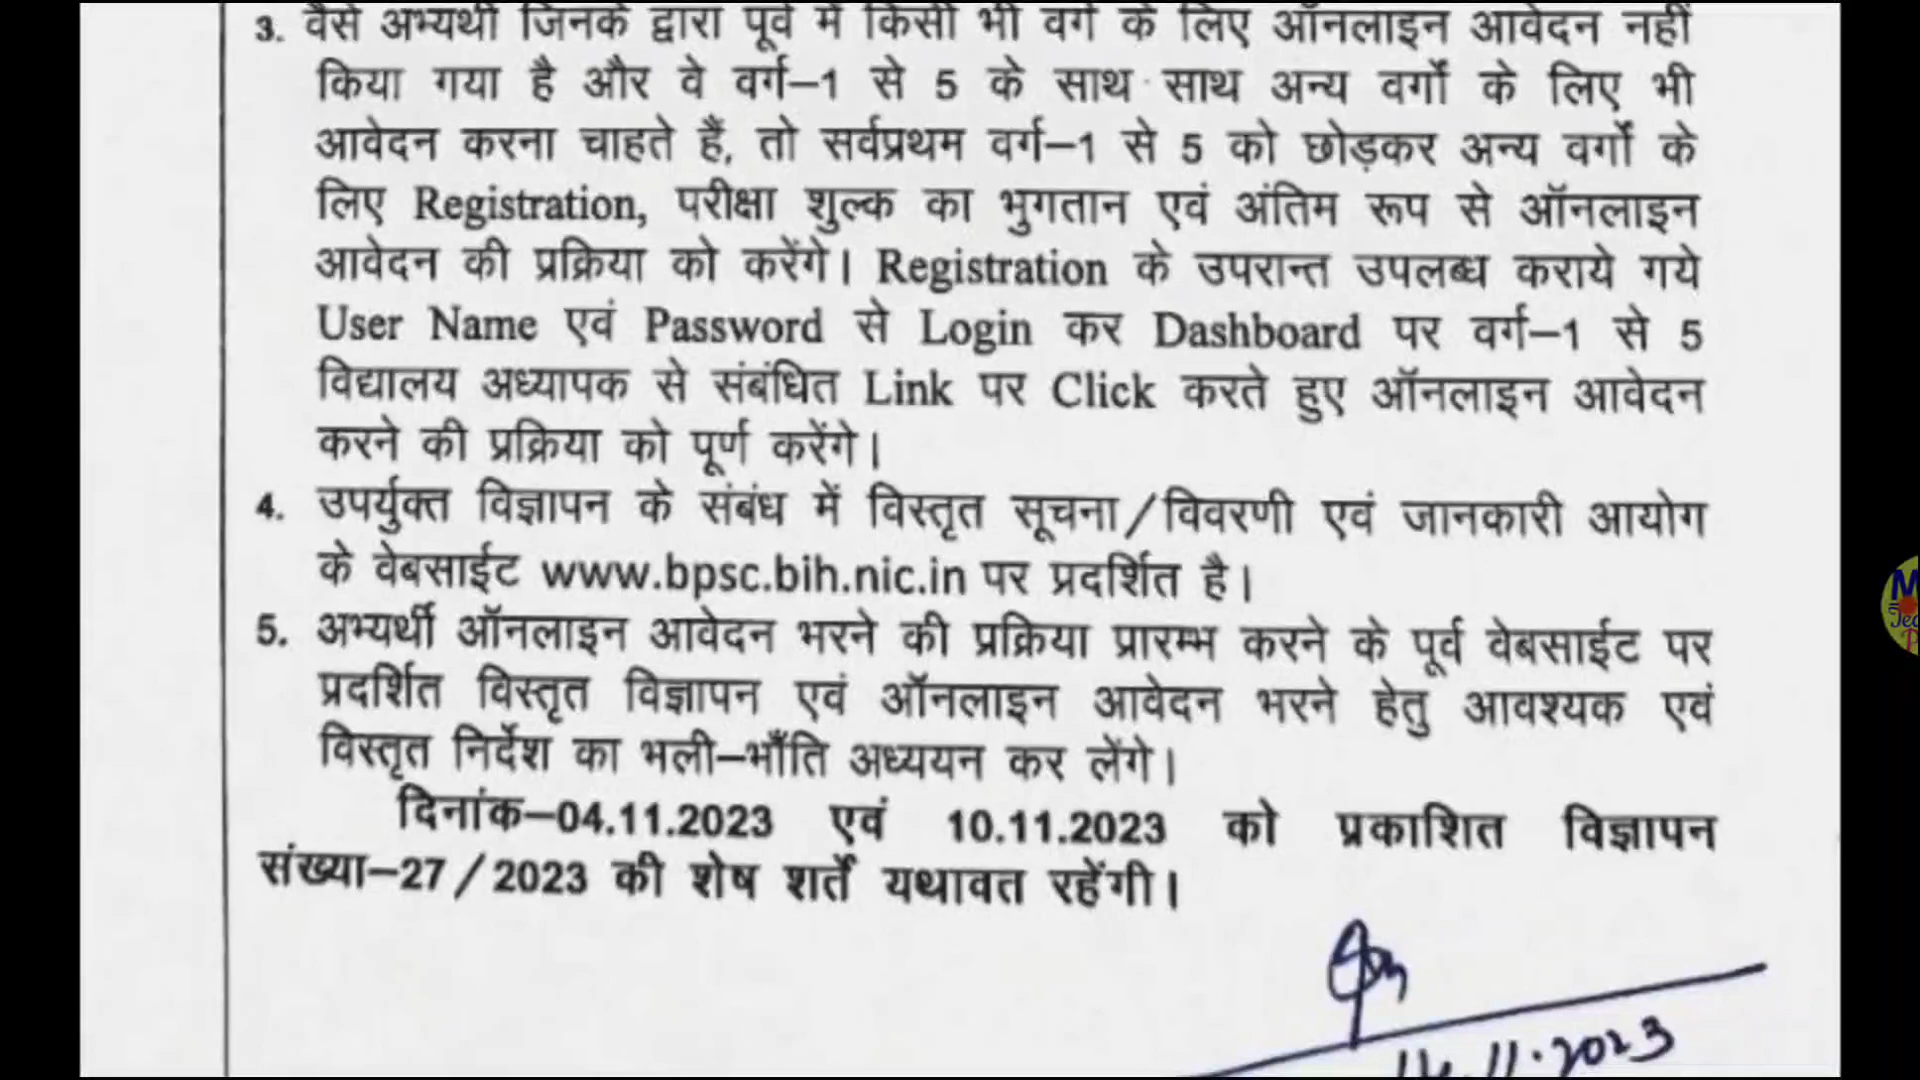 3. वैसे अभ्यर्थी जिनके द्वारा पूर्व में किसी भी वर्ग के लिए ऑनलाइन आवेदन नहीं
किया गया है और वे वर्ग–1 से 5 के साथ साथ अन्य वर्गों के लिए भी
आवेदन करना चाहते हैं, तो सर्वप्रथम वर्ग–1 से 5 को छोड़कर अन्य वर्गों के
लिए Registration, परीक्षा शुल्क का भुगतान एवं अंतिम रूप से ऑनलाइन
आवेदन की प्रक्रिया को करेंगे। Registration के उपरान्त उपलब्ध कराये गये
User Name एवं Password से Login कर Dashboard पर वर्ग–1 से 5
विद्यालय अध्यापक से संबंधित Link पर Click करते हुए ऑनलाइन आवेदन
करने की प्रक्रिया को पूर्ण करेंगे।
4. उपर्युक्त विज्ञापन के संबंध में विस्तृत सूचना/विवरणी एवं जानकारी आयोग
के वेबसाईट www.bpsc.bih.nic.in पर प्रदर्शित है।
5. अभ्यर्थी ऑनलाइन आवेदन भरने की प्रक्रिया प्रारम्भ करने के पूर्व वेबसाईट पर
प्रदर्शित विस्तृत विज्ञापन एवं ऑनलाइन आवेदन भरने हेतु आवश्यक एवं
विस्तृत निर्देश का भली–भाँति अध्ययन कर लेंगे।
दिनांक–04.11.2023 एवं 10.11.2023 को प्रकाशित विज्ञापन
संख्या–27/2023 की शेष शर्तें यथावत रहेंगी।
14.11.2023